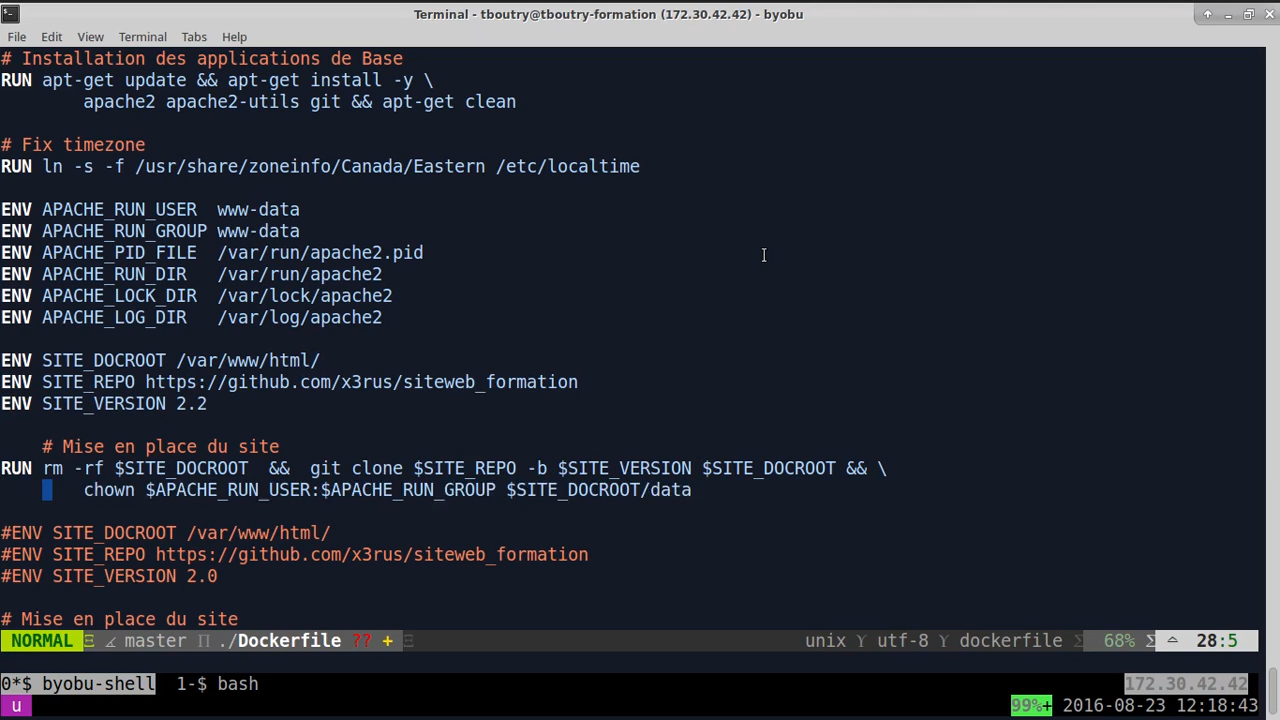 Terminal - tboutry@tboutry-formation (172.30.42.42) - byobu
File Edit View Terminal Tabs Help
# Installation des applications de Base
RUN apt-get update && apt-get install -y \
apache2 apache2-utils git && apt-get clean
# Fix timezone
RUN ln -s -f /usr/share/zoneinfo/Canada/Eastern /etc/localtime
ENV APACHE_RUN_USER www-data
ENV APACHE_RUN_GROUP www-data
ENV APACHE_PID_FILE /var/run/apache2.pid
ENV APACHE_RUN_DIR /var/run/apache2
ENV APACHE_LOCK_DIR /var/lock/apache2
ENV APACHE_LOG_DIR /var/log/apache2
ENV SITE_DOCROOT /var/www/html/
ENV SITE_REPO https://github.com/x3rus/siteweb_formation
ENV SITE_VERSION 2.2
# Mise en place du site
RUN rm -rf $SITE_DOCROOT && git clone $SITE_REPO -b $SITE_VERSION $SITE_DOCROOT && \
chown $APACHE_RUN_USER:$APACHE_RUN_GROUP $SITE_DOCROOT/data
#ENV SITE_DOCROOT /var/www/html/
#ENV SITE_REPO https://github.com/x3rus/siteweb_formation
#ENV SITE_VERSION 2.0
# Mise en place du site
NORMAL Ξ ⦨ master Π ./Dockerfile ?? + Ξ unix ϒ utf-8 ϒ dockerfile Σ 68% Σ 28:5
0*$ byobu-shell 1-$ bash 172.30.42.42
u 99%+ 2016-08-23 12:18:43